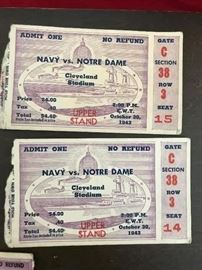 ADMIT ONE NO REFUND
NAVY vs. NOTRE DAME
Cleveland
Stadium
Price $4.00
Tax .40
Total $4.40
UPPER
STAND
2:00 P.M.
E.W.T.
October 30,
1943
GATE
C
SECTION
38
ROW
3
SEAT
15
ADMIT ONE NO REFUND
NAVY vs. NOTRE DAME
Cleveland
Stadium
Price $4.00
Tax .40
Total $4.40
UPPER
STAND
2:00 P.M.
E.W.T.
October 30,
1943
GATE
C
SECTION
38
ROW
3
SEAT
14
REFUND